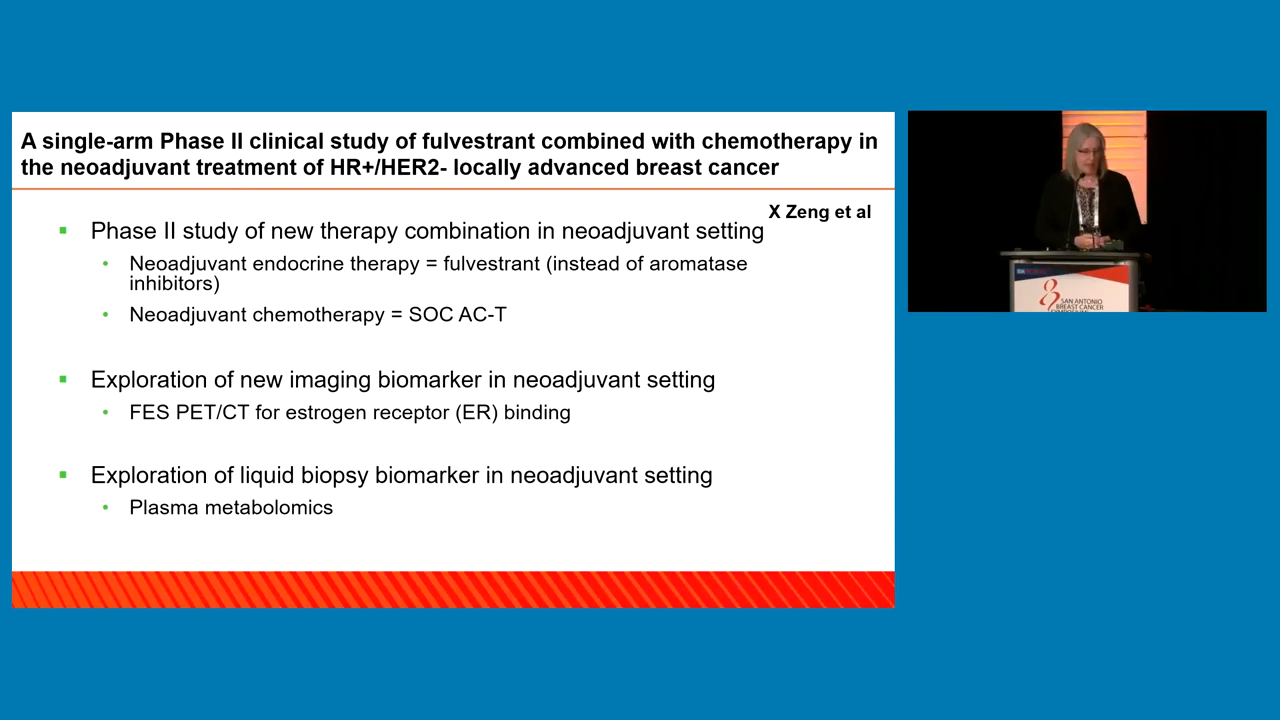 A single-arm Phase II clinical study of fulvestrant combined with chemotherapy in
the neoadjuvant treatment of HR+/HER2- locally advanced breast cancer
X Zeng et al
▪ Phase II study of new therapy combination in neoadjuvant setting
• Neoadjuvant endocrine therapy = fulvestrant (instead of aromatase
inhibitors)
• Neoadjuvant chemotherapy = SOC AC-T
▪ Exploration of new imaging biomarker in neoadjuvant setting
• FES PET/CT for estrogen receptor (ER) binding
▪ Exploration of liquid biopsy biomarker in neoadjuvant setting
• Plasma metabolomics
SAN ANTONIO
BREAST CANCER
SYMPOSIUM